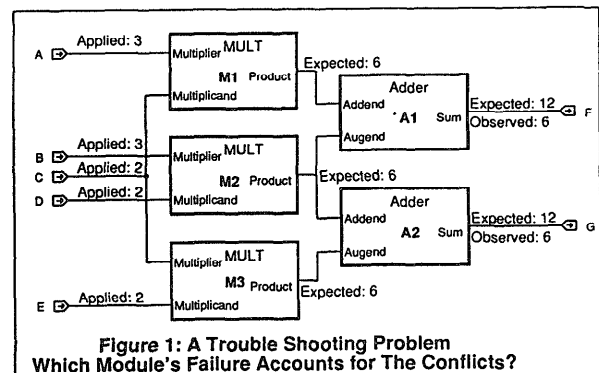 A Applied: 3
Multiplier MULT
M1 Product
Multiplicand
Expected: 6
Adder
Addend
A1 Sum
Augend
Expected: 12
Observed: 6
F
B Applied: 3
C Applied: 2
D Applied: 2
Multiplier MULT
M2 Product
Multiplicand
Adder
Addend
A2 Sum
Augend
Expected: 12
Observed: 6
G
Multiplier MULT
M3 Product
Multiplicand
Expected: 6
E Applied: 2
Figure 1: A Trouble Shooting Problem
Which Module's Failure Accounts for The Conflicts?